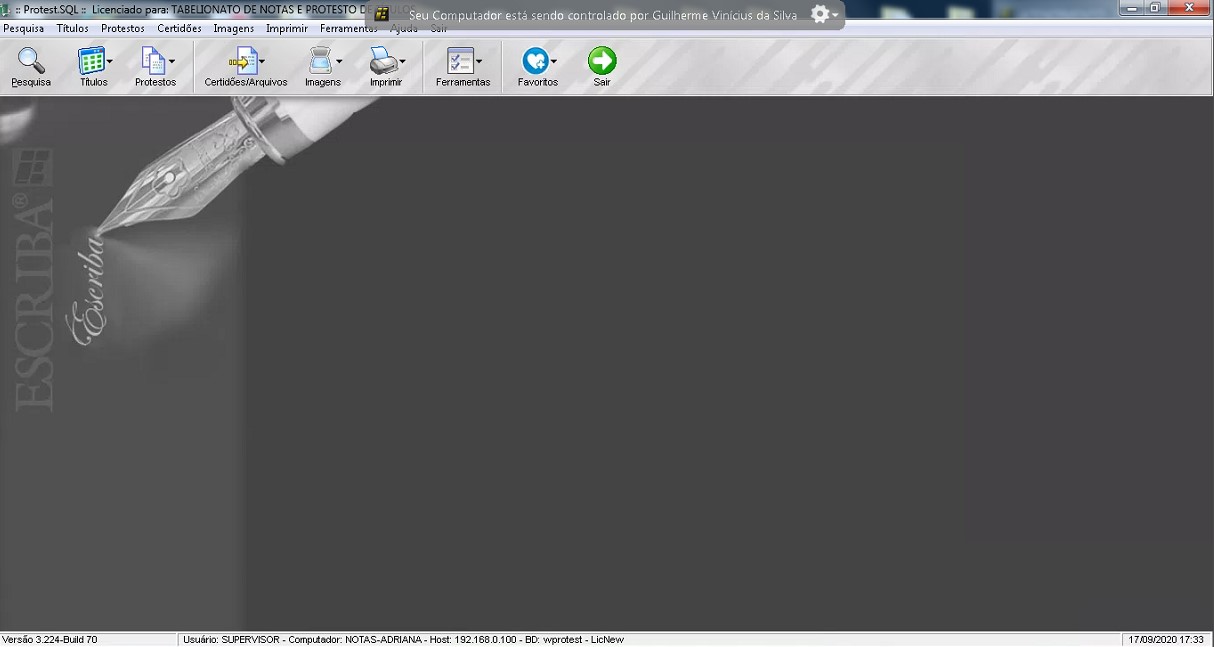 :: Protest.SQL :: Licenciado para: TABELIONATO DE NOTAS E PROTESTO DE
Seu Computador está sendo controlado por Guilherme Vinícius da Silva
Pesquisa Títulos Protestos Certidões Imagens Imprimir Ferramentas Ajuda Sair
Pesquisa Títulos Protestos Certidões/Arquivos Imagens Imprimir Ferramentas Favoritos Sair
ESCRIBA®
Escriba
Versão 3.224-Build 70 Usuário: SUPERVISOR - Computador: NOTAS-ADRIANA - Host: 192.168.0.100 - BD: wprotest - LicNew 17/09/2020 17:33